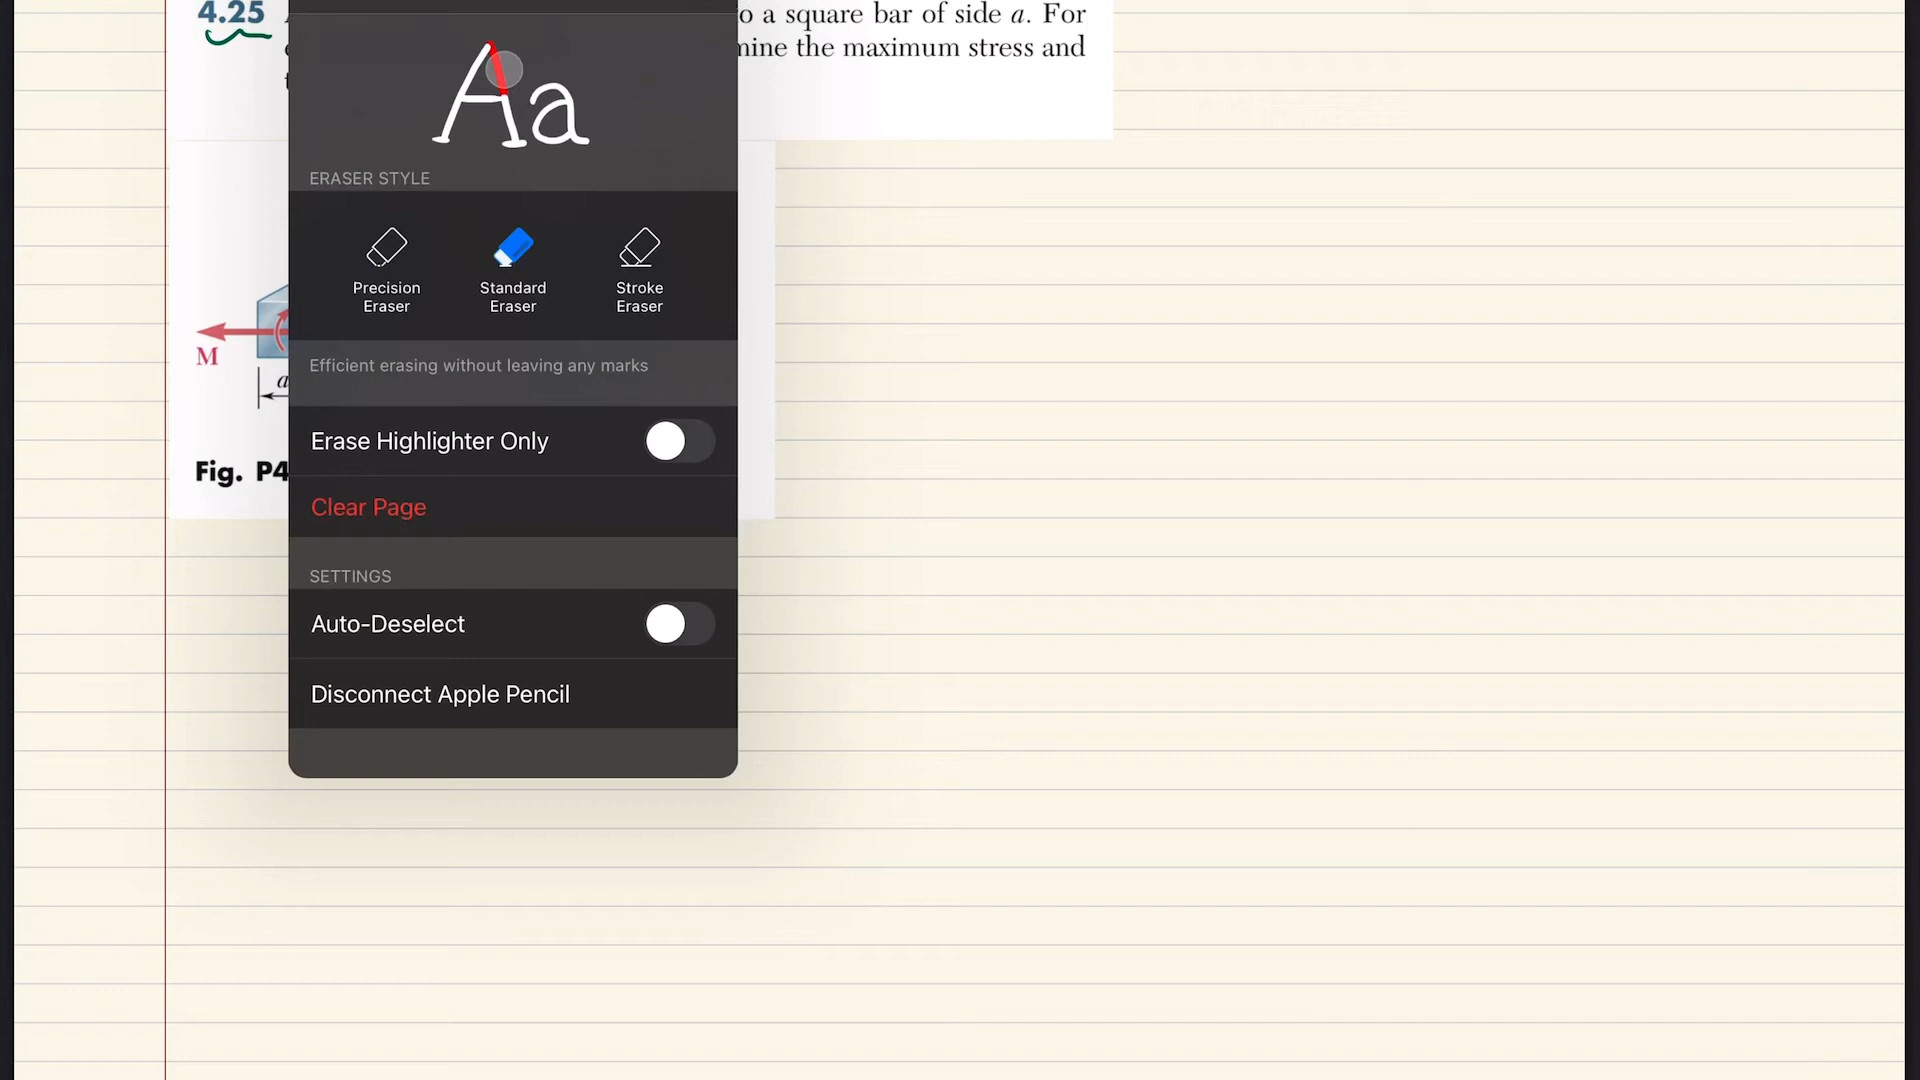 4.25 o a square bar of side a. For
mine the maximum stress and
Aa
ERASER STYLE
Precision Eraser
Standard Eraser
Stroke Eraser
M
Efficient erasing without leaving any marks
a
Erase Highlighter Only
Fig. P4
Clear Page
SETTINGS
Auto-Deselect
Disconnect Apple Pencil